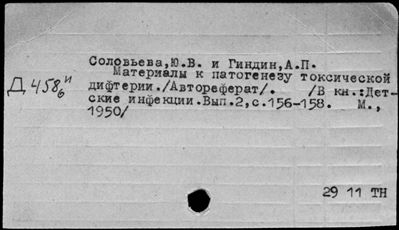 Соловьева,Ю.В. и Гиндин,А.П.
Материалы к патогенезу токсической
Д 458и
6
дифтерии./Автореферат/. /В кн.:Дет-
ские инфекции.Вып.2,с.156-158. М.,
1950/
29 11 ТН